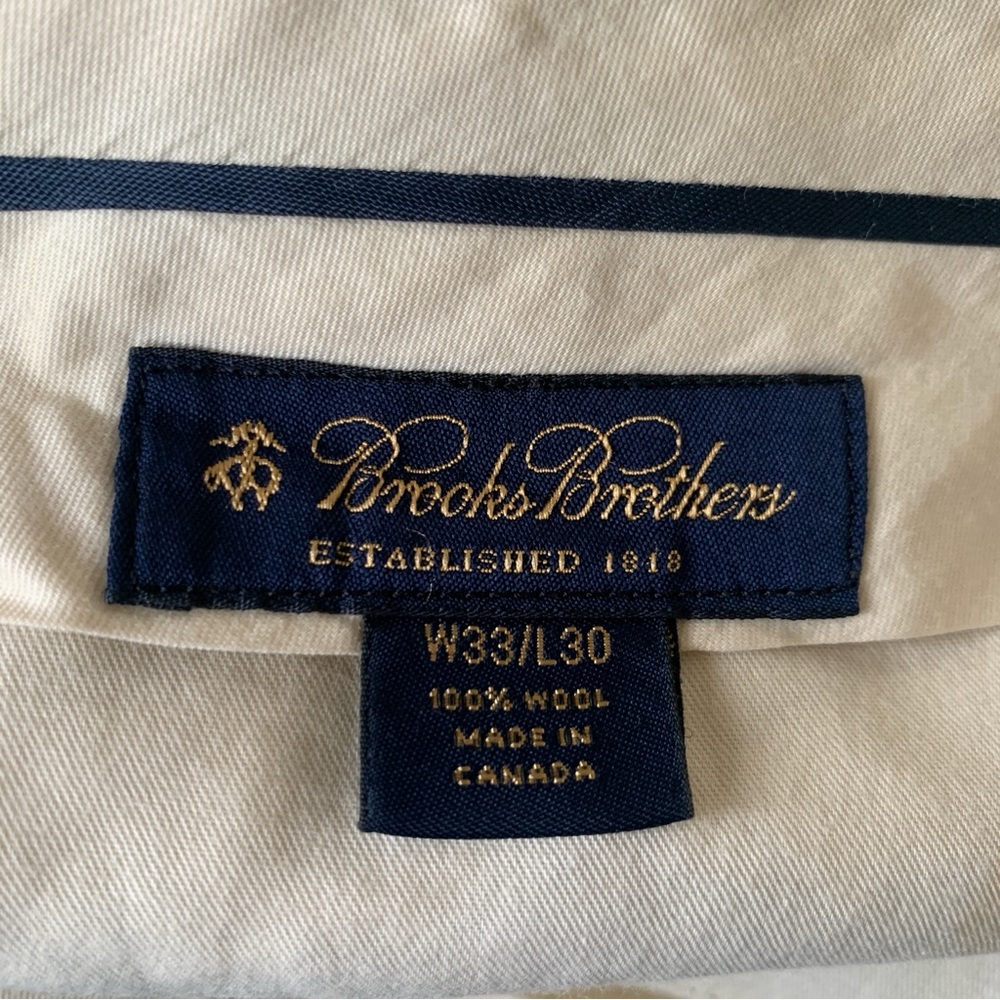 Brooks Brothers
ESTABLISHED 1818
W33/L30
100% WOOL
MADE IN
CANADA